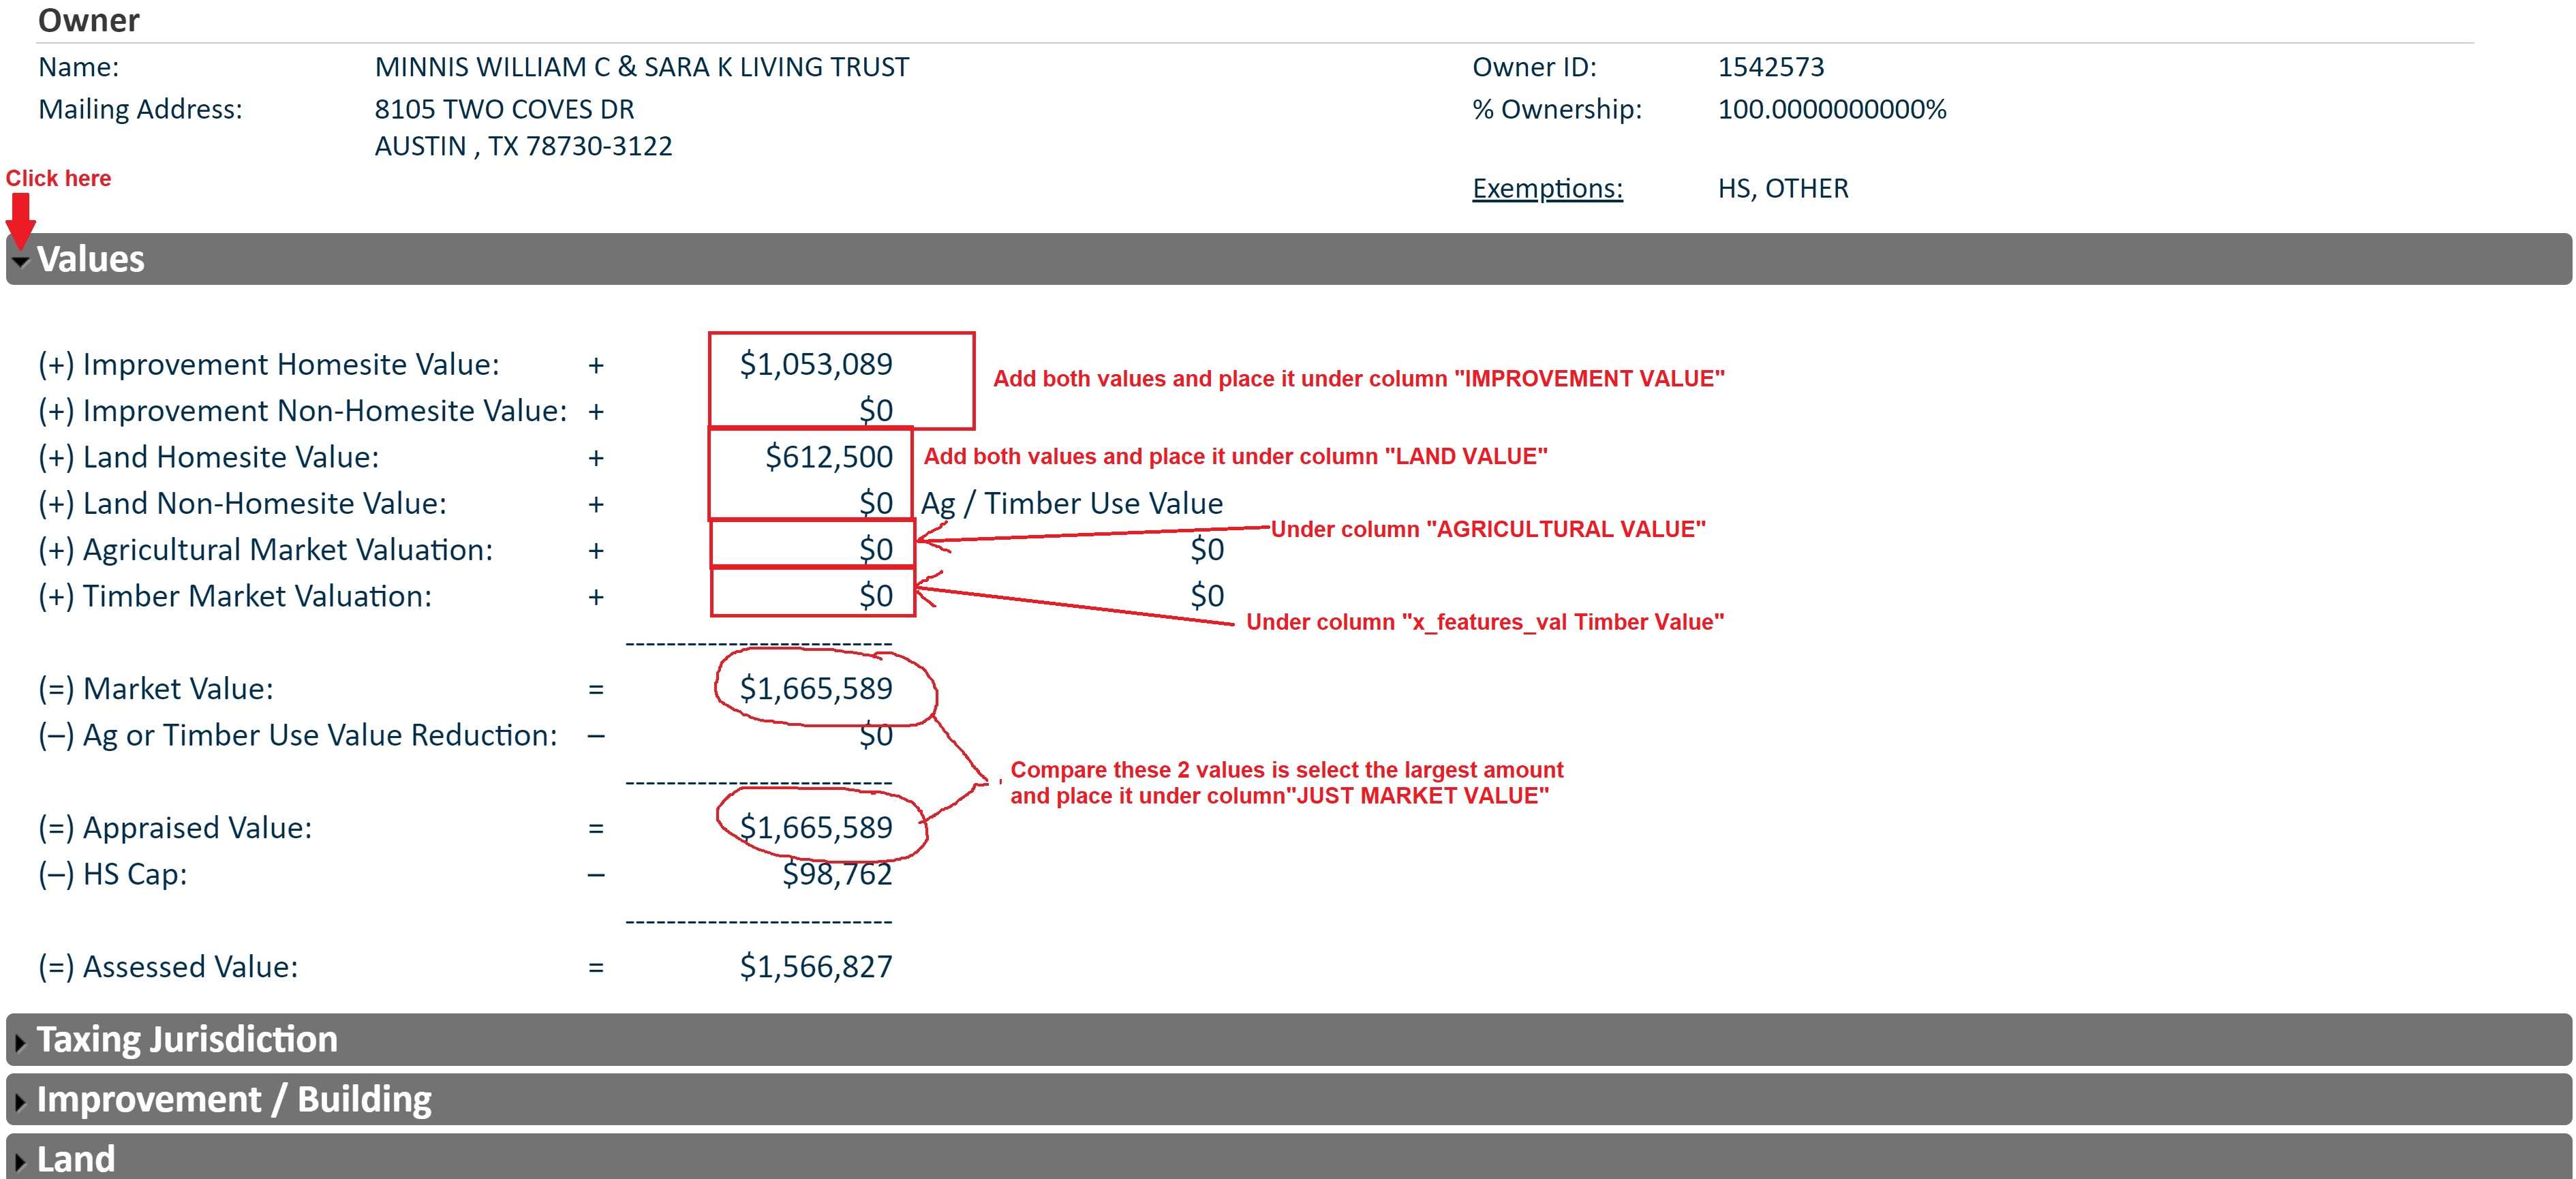 Owner
Name: MINNIS WILLIAM C & SARA K LIVING TRUST Owner ID: 1542573
Mailing Address: 8105 TWO COVES DR % Ownership: 100.0000000000%
AUSTIN , TX 78730-3122
Click here
Exemptions: HS, OTHER
Values
(+) Improvement Homesite Value: + $1,053,089
Add both values and place it under column "IMPROVEMENT VALUE"
(+) Improvement Non-Homesite Value: + $0
(+) Land Homesite Value: + $612,500 Add both values and place it under column "LAND VALUE"
(+) Land Non-Homesite Value: + $0 Ag / Timber Use Value
Under column "AGRICULTURAL VALUE"
(+) Agricultural Market Valuation: + $0 $0
(+) Timber Market Valuation: + $0 $0
Under column "x_features_val Timber Value"
--------------------------
(=) Market Value: = $1,665,589
(–) Ag or Timber Use Value Reduction: – $0
--------------------------
Compare these 2 values is select the largest amount
and place it under column"JUST MARKET VALUE"
(=) Appraised Value: = $1,665,589
(–) HS Cap: – $98,762
--------------------------
(=) Assessed Value: = $1,566,827
Taxing Jurisdiction
Improvement / Building
Land